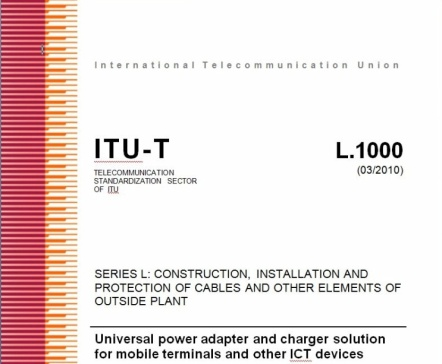 International Telecommunication Union
ITU-T
L.1000
TELECOMMUNICATION
STANDARDIZATION SECTOR
OF ITU
(03/2010)
SERIES L: CONSTRUCTION, INSTALLATION AND
PROTECTION OF CABLES AND OTHER ELEMENTS OF
OUTSIDE PLANT
Universal power adapter and charger solution
for mobile terminals and other ICT devices